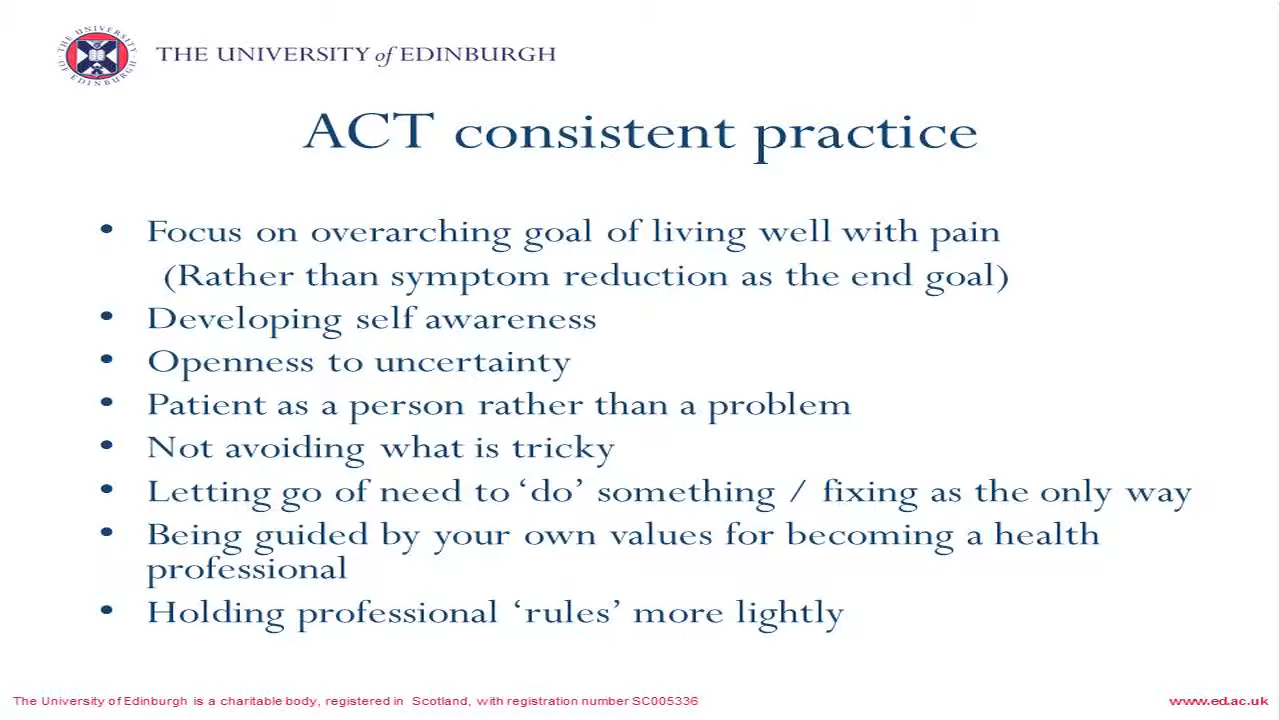 THE UNIVERSITY of EDINBURGH
THE UNIVERSITY of EDINBURGH
ACT consistent practice
• Focus on overarching goal of living well with pain
(Rather than symptom reduction as the end goal)
• Developing self awareness
• Openness to uncertainty
• Patient as a person rather than a problem
• Not avoiding what is tricky
• Letting go of need to ‘do’ something / fixing as the only way
• Being guided by your own values for becoming a health
professional
• Holding professional ‘rules’ more lightly
The University of Edinburgh is a charitable body, registered in Scotland, with registration number SC005336
www.ed.ac.uk